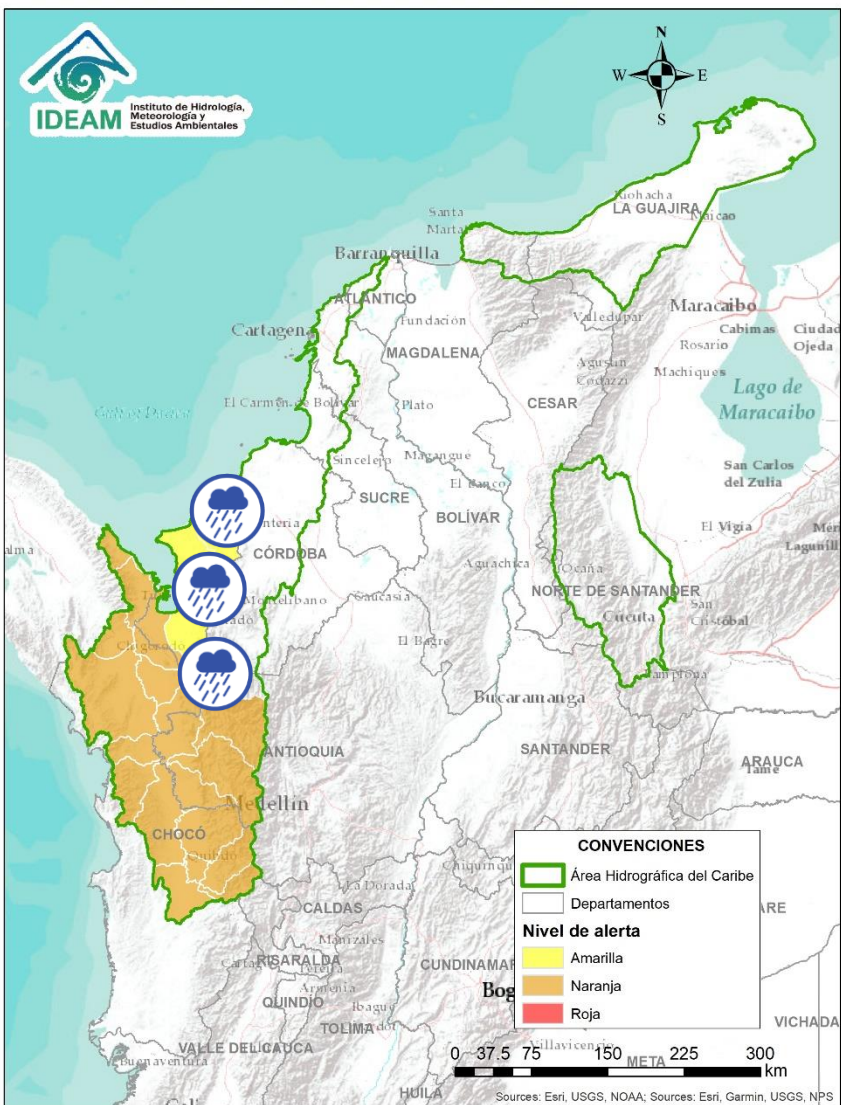 IDEAM
Instituto de Hidrología,
Meteorología y
Estudios Ambientales
N
W
E
S
Riohacha
LA GUAJIRA
Maicao
Santa
Marta
Barranquilla
ATLÁNTICO
Maracaibo
Cabimas
Ciudad
Ojeda
Cartagena
Fundación
Valledupar
Rosario
MAGDALENA
Machiques
Agustín
Codazzi
Lago de
Maracaibo
El Carmen de Bolívar
Plato
CESAR
Sincelejo
Magangue
San Carlos
del Zulia
SUCRE
El Banco
BOLÍVAR
El Vigía
CÓRDOBA
Aguachica
Ocaña
NORTE DE SANTANDER
Montelibano
Caucasia
San
Cristóbal
Cucuta
El Bagre
Bucaramanga
ANTIOQUIA
SANTANDER
ARAUCA
Tame
Medellín
CHOCÓ
Quibdó
La Dorada
CALDAS
Manizales
RISARALDA
Pereira
Armenia
QUINDÍO
Ibague
TOLIMA
VALLE DEL CAUCA
Buenaventura
HUILA
Villavicencio
META
VICHADA
CONVENCIONES
Área Hidrográfica del Caribe
Departamentos
Nivel de alerta
Amarilla
Naranja
Roja
0 37.5 75 150 225 300
km
Sources: Esri, USGS, NOAA; Sources: Esri, Garmin, USGS, NPS